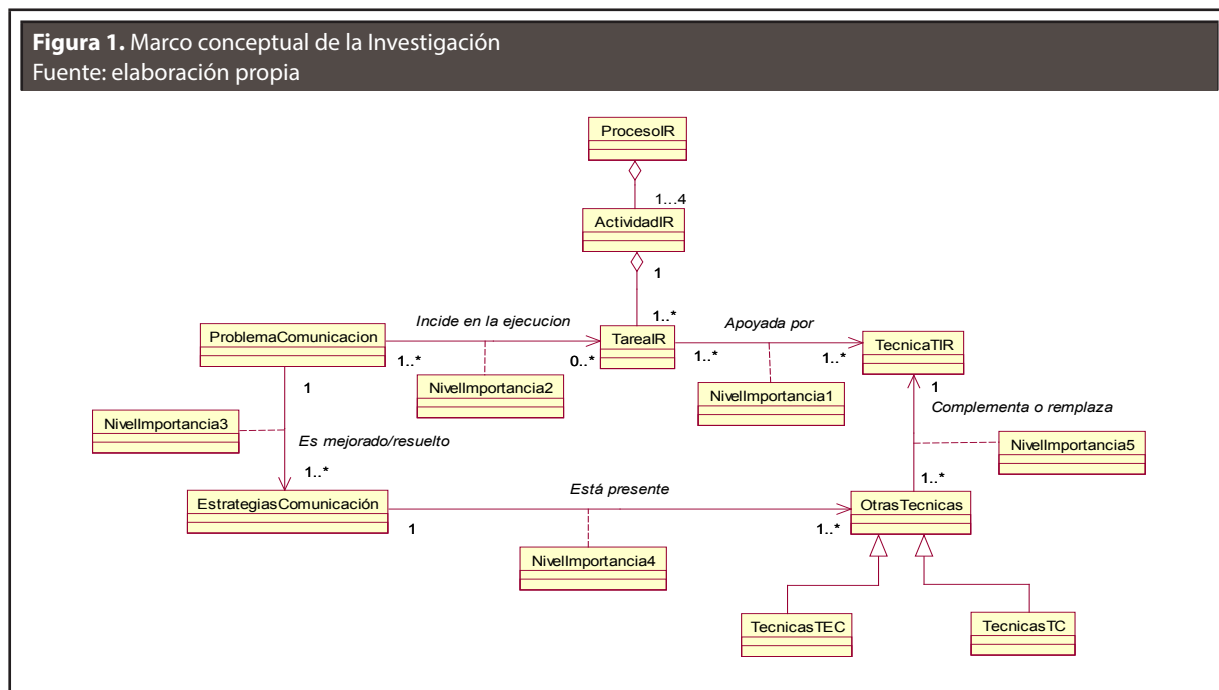 Figura 1. Marco conceptual de la Investigación
Fuente: elaboración propia
ProcesoIR
1...4
ActividadIR
1
1..*
Incide en la ejecucion
Apoyada por
ProblemaComunicacion
TareaIR
TecnicaTIR
1..*
0..*
1..*
1..*
1
NivelImportancia2
NivelImportancia1
1
Complementa o remplaza
NivelImportancia3
Es mejorado/resuelto
NivelImportancia5
1..*
1..*
EstrategiasComunicación
Está presente
OtrasTecnicas
1
1..*
NivelImportancia4
TecnicasTEC
TecnicasTC